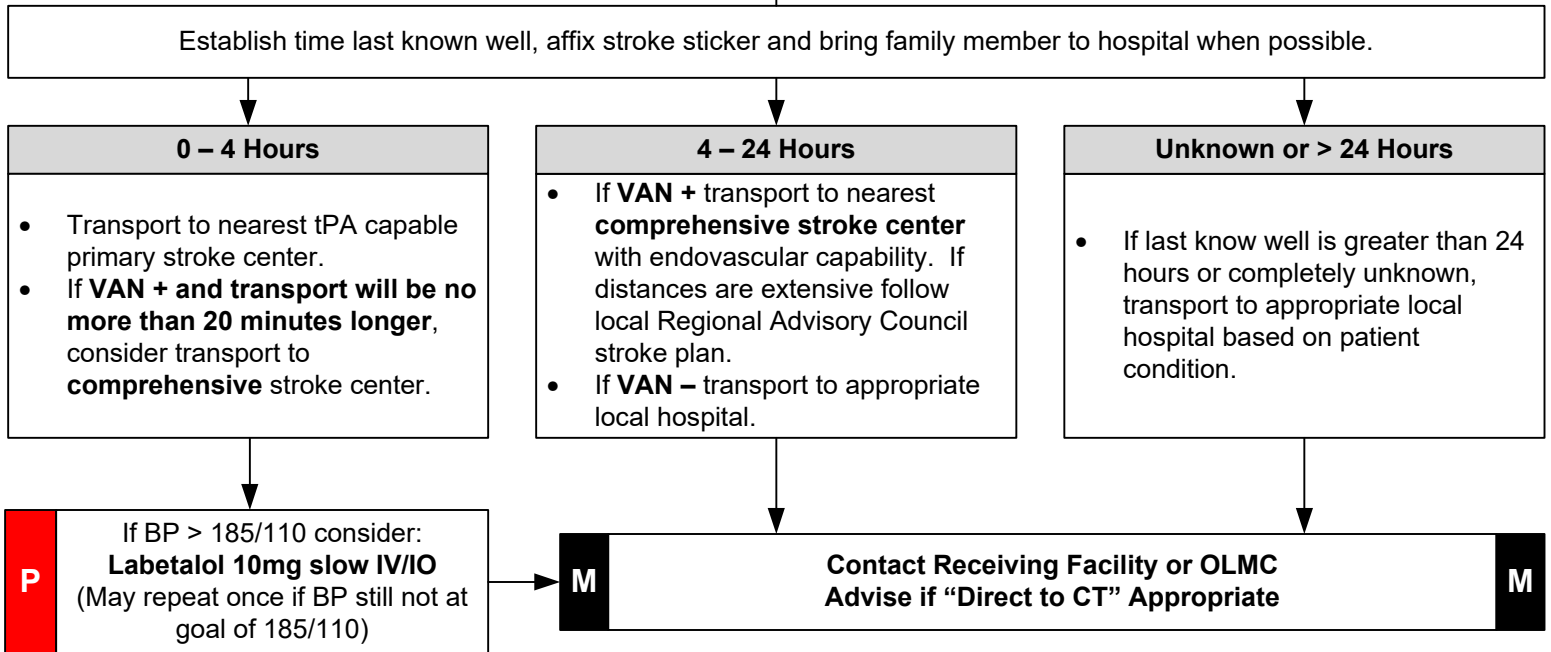 Establish time last known well, affix stroke sticker and bring family member to hospital when possible.
0 – 4 Hours
• Transport to nearest tPA capable
primary stroke center.
• If VAN + and transport will be no
more than 20 minutes longer,
consider transport to
comprehensive stroke center.
4 – 24 Hours
• If VAN + transport to nearest
comprehensive stroke center
with endovascular capability. If
distances are extensive follow
local Regional Advisory Council
stroke plan.
• If VAN – transport to appropriate
local hospital.
Unknown or > 24 Hours
• If last know well is greater than 24
hours or completely unknown,
transport to appropriate local
hospital based on patient
condition.
P
If BP > 185/110 consider:
Labetalol 10mg slow IV/IO
(May repeat once if BP still not at
goal of 185/110)
M
Contact Receiving Facility or OLMC
Advise if “Direct to CT” Appropriate
M